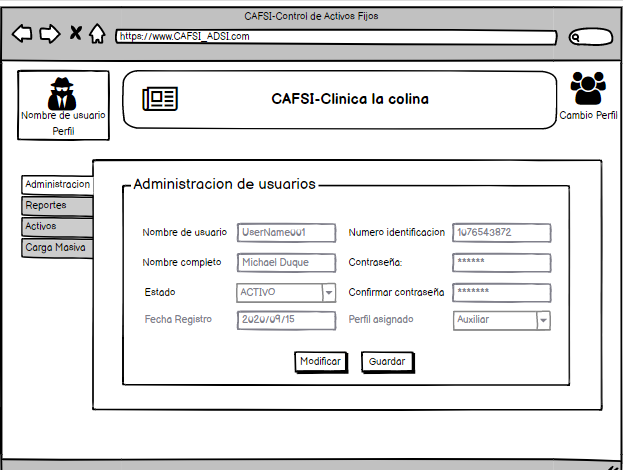 CAFSI-Control de Activos Fijos
https://www.CAFSI_ADSI.com
Nombre de usuario
Perfil
CAFSI-Clinica la colina
Cambio Perfil
Administracion
Reportes
Activos
Carga Masiva
Administracion de usuarios
Nombre de usuario UserName001 Numero identificacion 1076543872
Nombre completo Michael Duque Contraseña: ******
Estado ACTIVO Confirmar contraseña *******
Fecha Registro 2020/09/15 Perfil asignado Auxiliar
Modificar Guardar